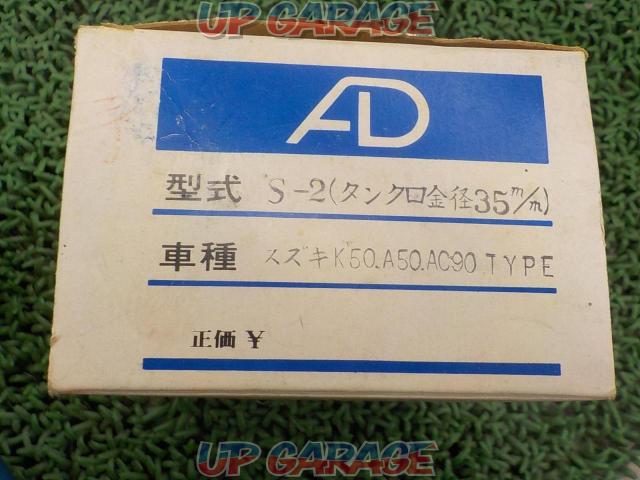 UP GARAGE
AD
型式 S-2(タンク口金径35m/m)
車種 スズキK50.A50.AC90 TYPE
正価 ¥
UP GARAGE